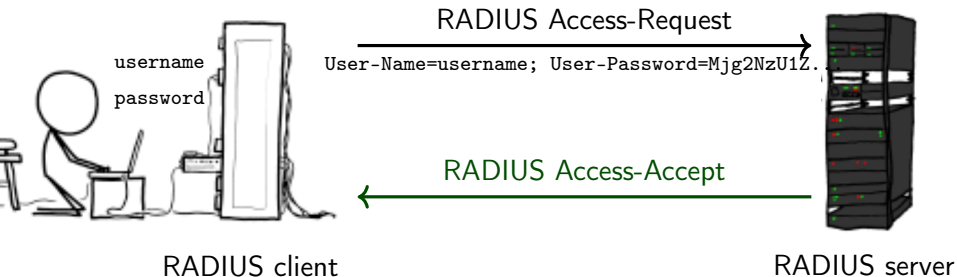 RADIUS Access-Request
username
User-Name=username; User-Password=Mjg2NzU1Z...
password
RADIUS Access-Accept
RADIUS client
RADIUS server